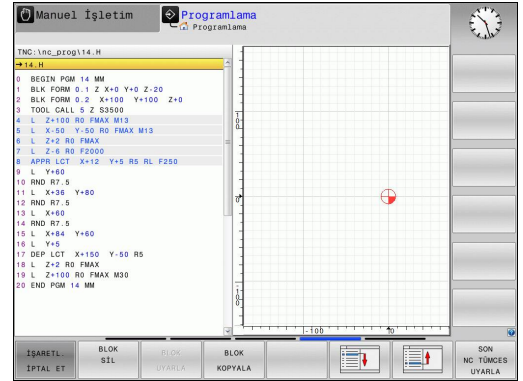 Manuel İşletim
Programlama
Programlama
TNC:\nc_prog\14.H
→14.H
0 BEGIN PGM 14 MM
1 BLK FORM 0.1 Z X+0 Y+0 Z-20
2 BLK FORM 0.2 X+100 Y+100 Z+0
3 TOOL CALL 5 Z S3500
4 L Z+100 R0 FMAX M13
5 L X-50 Y-50 R0 FMAX M13
6 L Z+2 R0 FMAX
7 L Z-6 R0 F2000
8 APPR LCT X+12 Y+5 R5 RL F250
9 L Y+60
10 RND R7.5
11 L X+36 Y+80
12 RND R7.5
13 L X+60
14 RND R7.5
15 L X+84 Y+60
16 L Y+5
17 DEP LCT X+150 Y-50 R5
18 L Z+2 R0 FMAX
19 L Z+100 R0 FMAX M30
20 END PGM 14 MM
-100
İŞARETL.
İPTAL ET
BLOK
SİL
BLOK
UYARLA
BLOK
KOPYALA
SON
NC TÜMCES
UYARLA